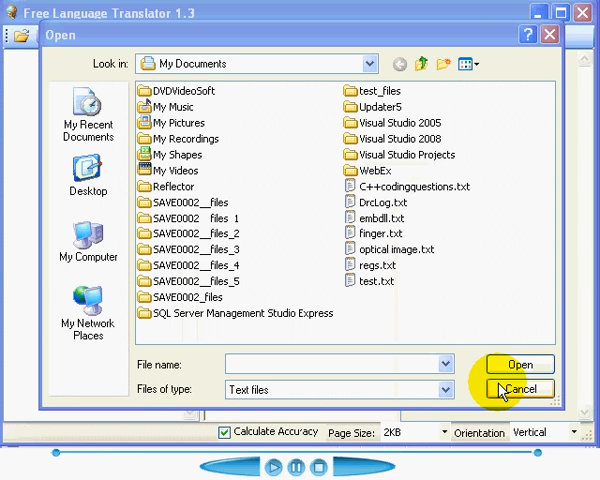 Free Language Translator 1.3
Open
Look in:
My Documents
My Recent
Documents
Desktop
My Computer
My Network
Places
DVDVideoSoft
My Music
My Pictures
My Recordings
My Shapes
My Videos
Reflector
SAVE0002__files
SAVE0002__files_1
SAVE0002__files_2
SAVE0002__files_3
SAVE0002__files_4
SAVE0002__files_5
SAVE0002_files
SQL Server Management Studio Express
test_files
Updater5
Visual Studio 2005
Visual Studio 2008
Visual Studio Projects
WebEx
C++codingquestions.txt
DrcLog.txt
embdll.txt
finger.txt
optical image.txt
regs.txt
test.txt
File name:
Open
Files of type:
Text files
Cancel
Calculate Accuracy
Page Size:
2KB
Orientation
Vertical